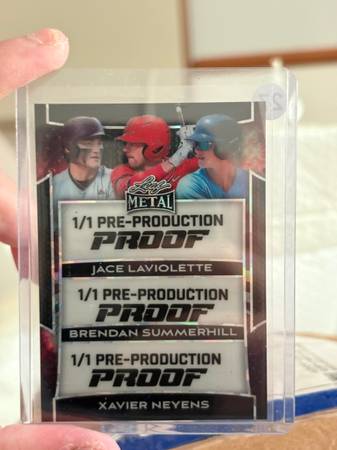 Leaf
METAL
1/1 PRE-PRODUCTION
PROOF
JACE LAVIOLETTE
1/1 PRE-PRODUCTION
PROOF
BRENDAN SUMMERHILL
1/1 PRE-PRODUCTION
PROOF
XAVIER NEYENS